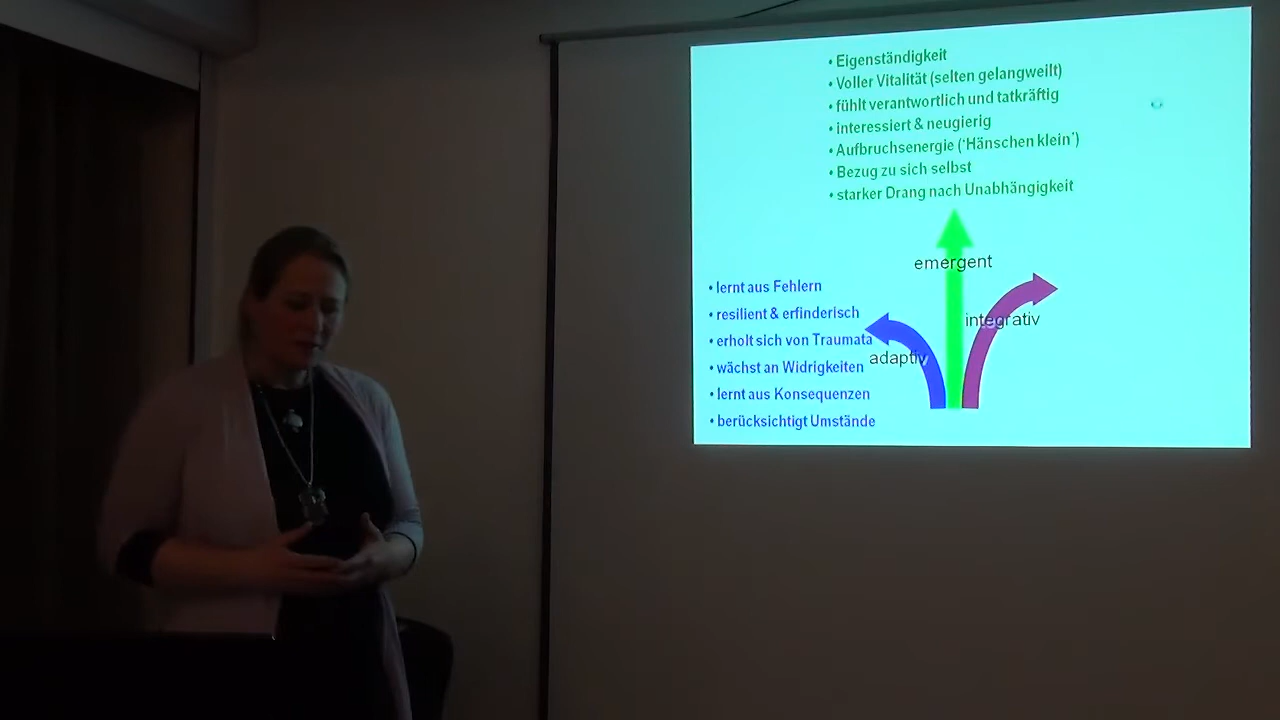 • Eigenständigkeit
• Voller Vitalität (selten gelangweilt)
• fühlt verantwortlich und tatkräftig
• interessiert & neugierig
• Aufbruchsenergie ('Hänschen klein')
• Bezug zu sich selbst
• starker Drang nach Unabhängigkeit
emergent
integrativ
adaptiv
• lernt aus Fehlern
• resilient & erfinderisch
• erholt sich von Traumata
• wächst an Widrigkeiten
• lernt aus Konsequenzen
• berücksichtigt Umstände